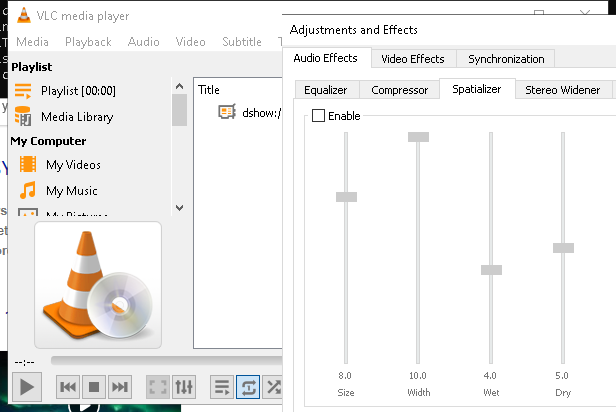 VLC media player
Media Playback Audio Video Subtitle
Playlist
Playlist [00:00]
Media Library
My Computer
My Videos
My Music
My Pictures
Title
dshow:/
--:--
Adjustments and Effects
Audio Effects Video Effects Synchronization
Equalizer Compressor Spatializer Stereo Widener
Enable
8.0 10.0 4.0 5.0
Size Width Wet Dry